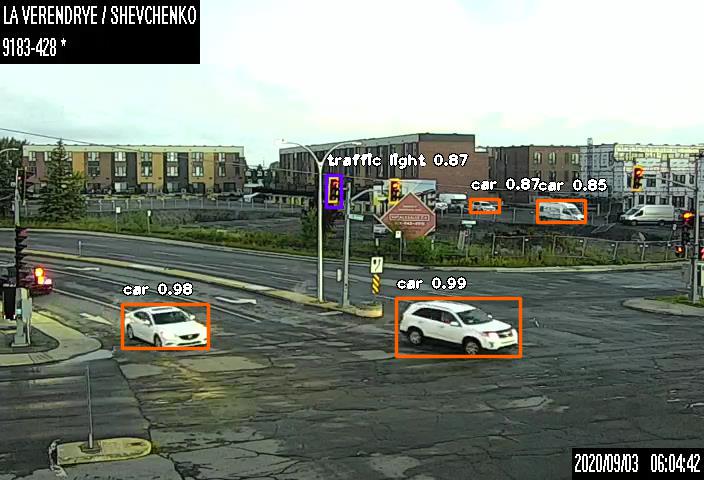 LA VERENDRYE / SHEVCHENKO
9183-428 *
traffic light 0.87
car 0.87
car 0.85
car 0.98
car 0.99
2020/09/03 06:04:42